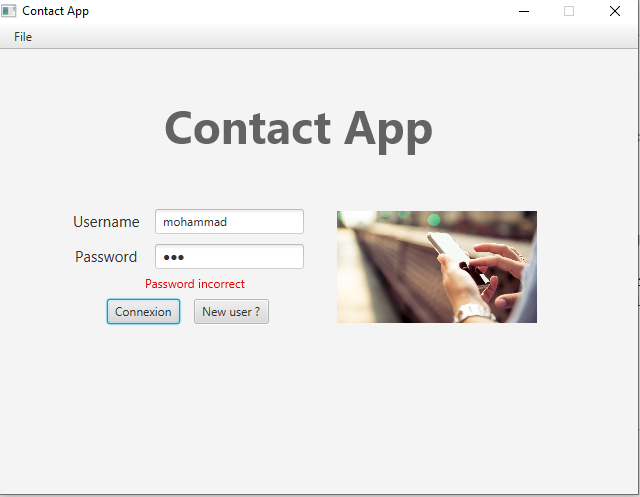 Contact App
File
Contact App
Username mohammad
Password ●●●
Password incorrect
Connexion New user ?